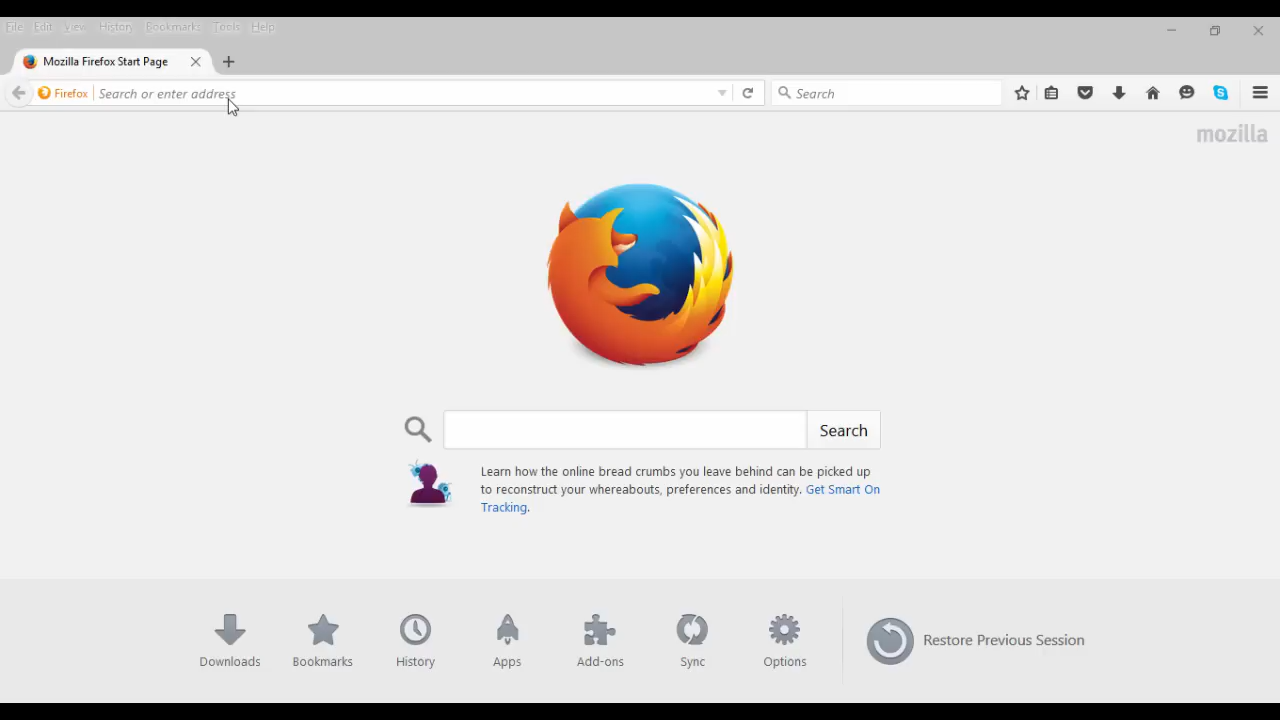 File Edit View History Bookmarks Tools Help
Mozilla Firefox Start Page
Firefox Search or enter address Search
mozilla
Search
Learn how the online bread crumbs you leave behind can be picked up
to reconstruct your whereabouts, preferences and identity. Get Smart On
Tracking.
Downloads Bookmarks History Apps Add-ons Sync Options Restore Previous Session